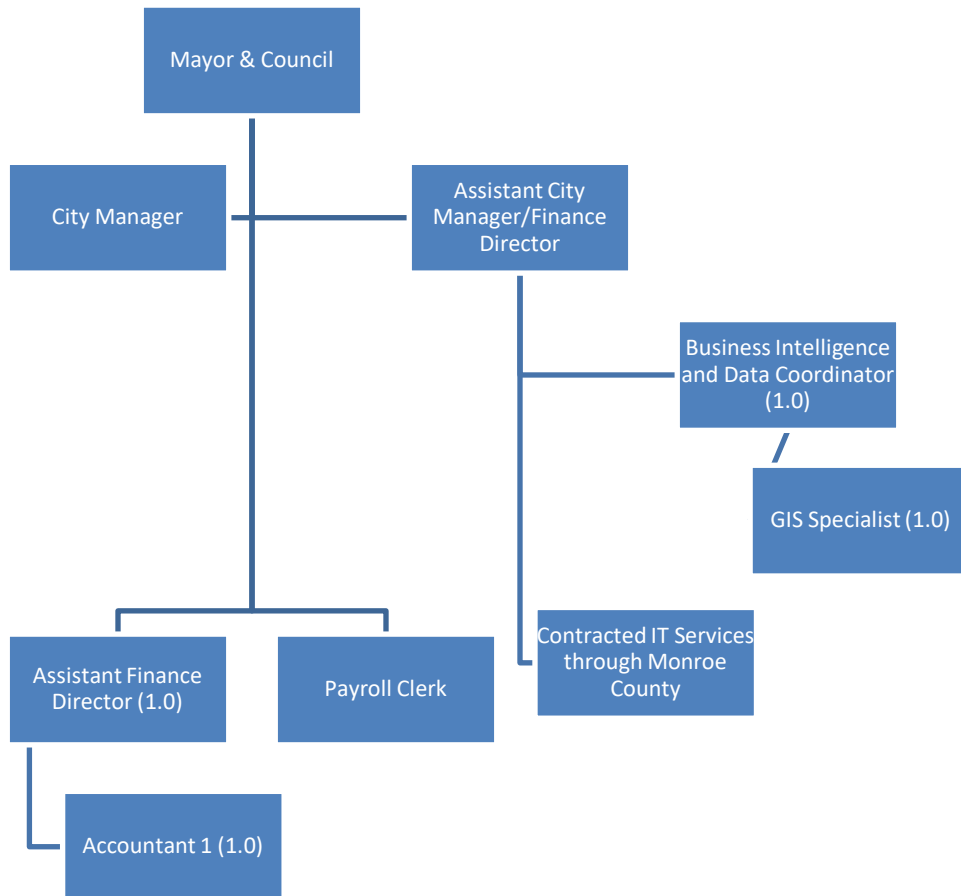 Mayor & Council
City Manager
Assistant City
Manager/Finance
Director
Business Intelligence
and Data Coordinator
(1.0)
GIS Specialist (1.0)
Contracted IT Services
through Monroe
County
Assistant Finance
Director (1.0)
Payroll Clerk
Accountant 1 (1.0)